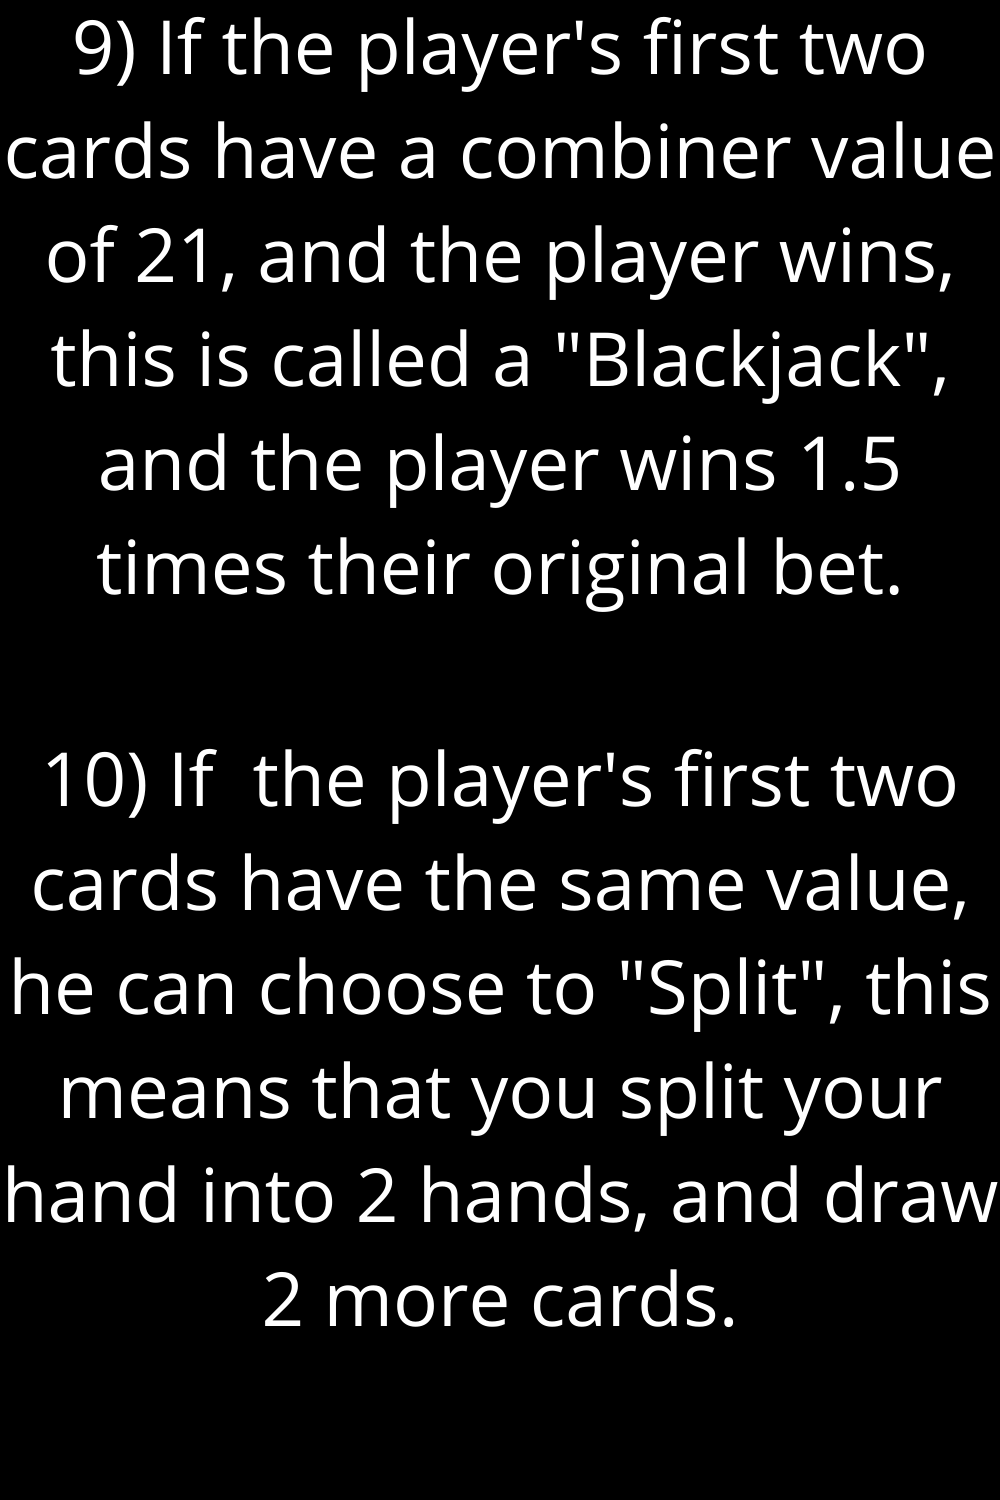 9) If the player's first two
cards have a combiner value
of 21, and the player wins,
this is called a "Blackjack",
and the player wins 1.5
times their original bet.
10) If  the player's first two
cards have the same value,
he can choose to "Split", this
means that you split your
hand into 2 hands, and draw
2 more cards.